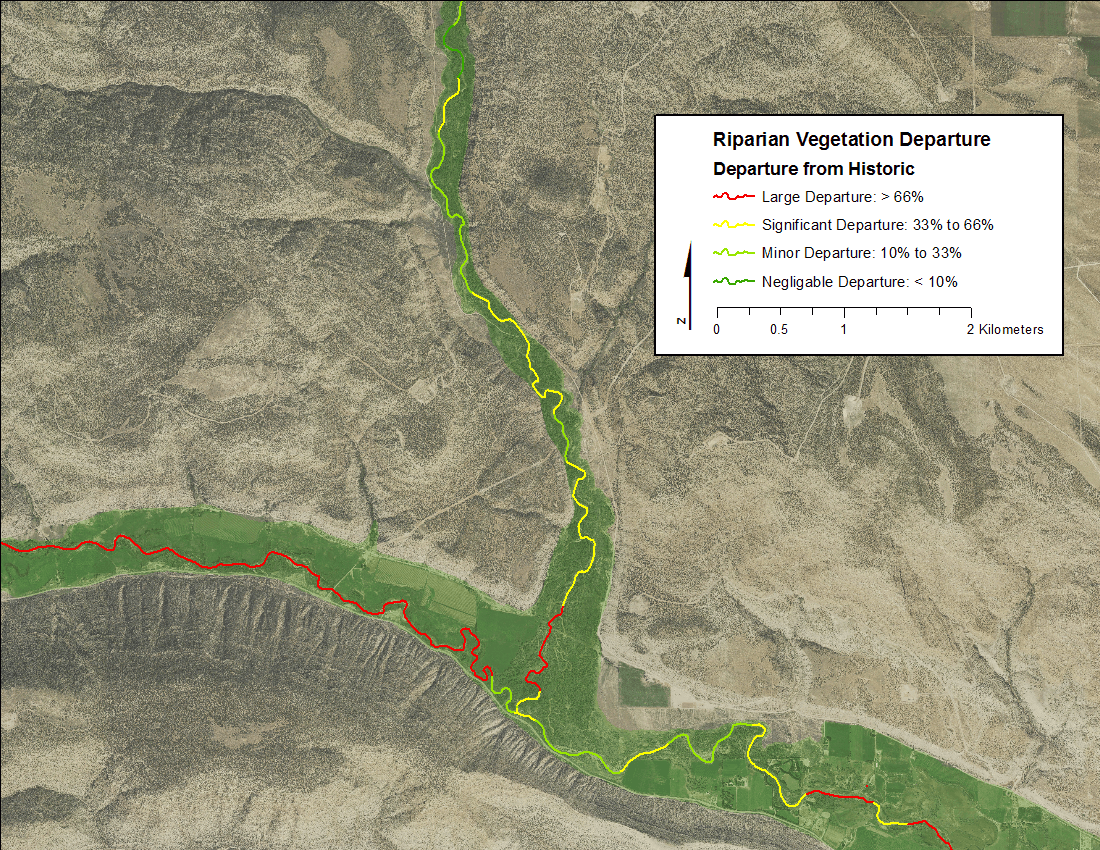 Riparian Vegetation Departure
Departure from Historic
Large Departure: > 66%
Significant Departure: 33% to 66%
Minor Departure: 10% to 33%
Negligable Departure: < 10%
N
0 0.5 1 2 Kilometers